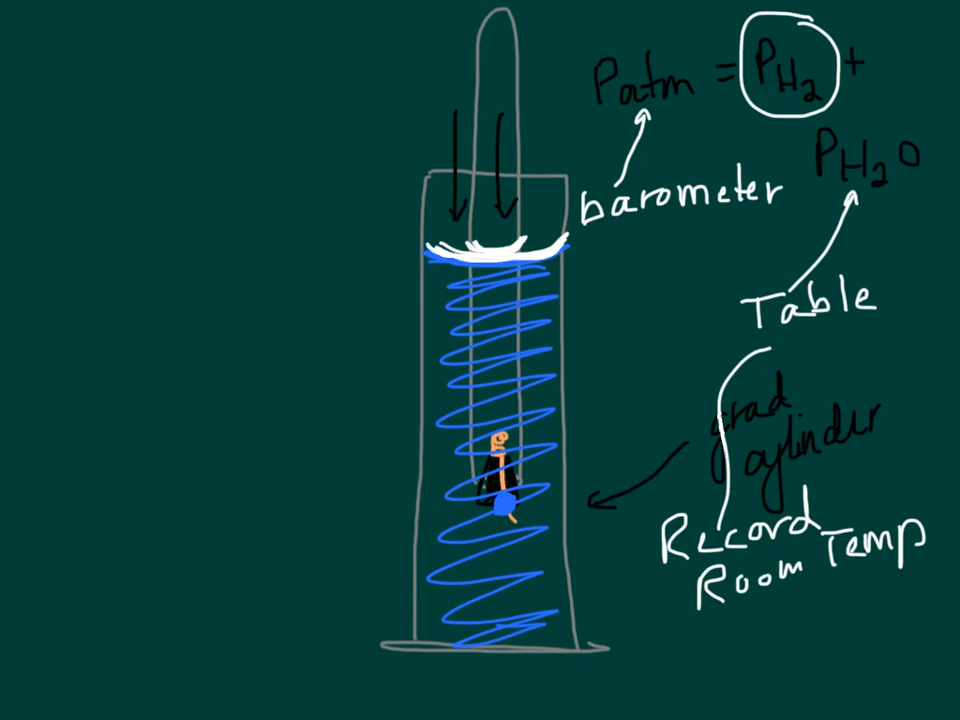 Patm = PH₂ +
PH₂O
barometer
Table
grad
cylinder
Record
Room Temp